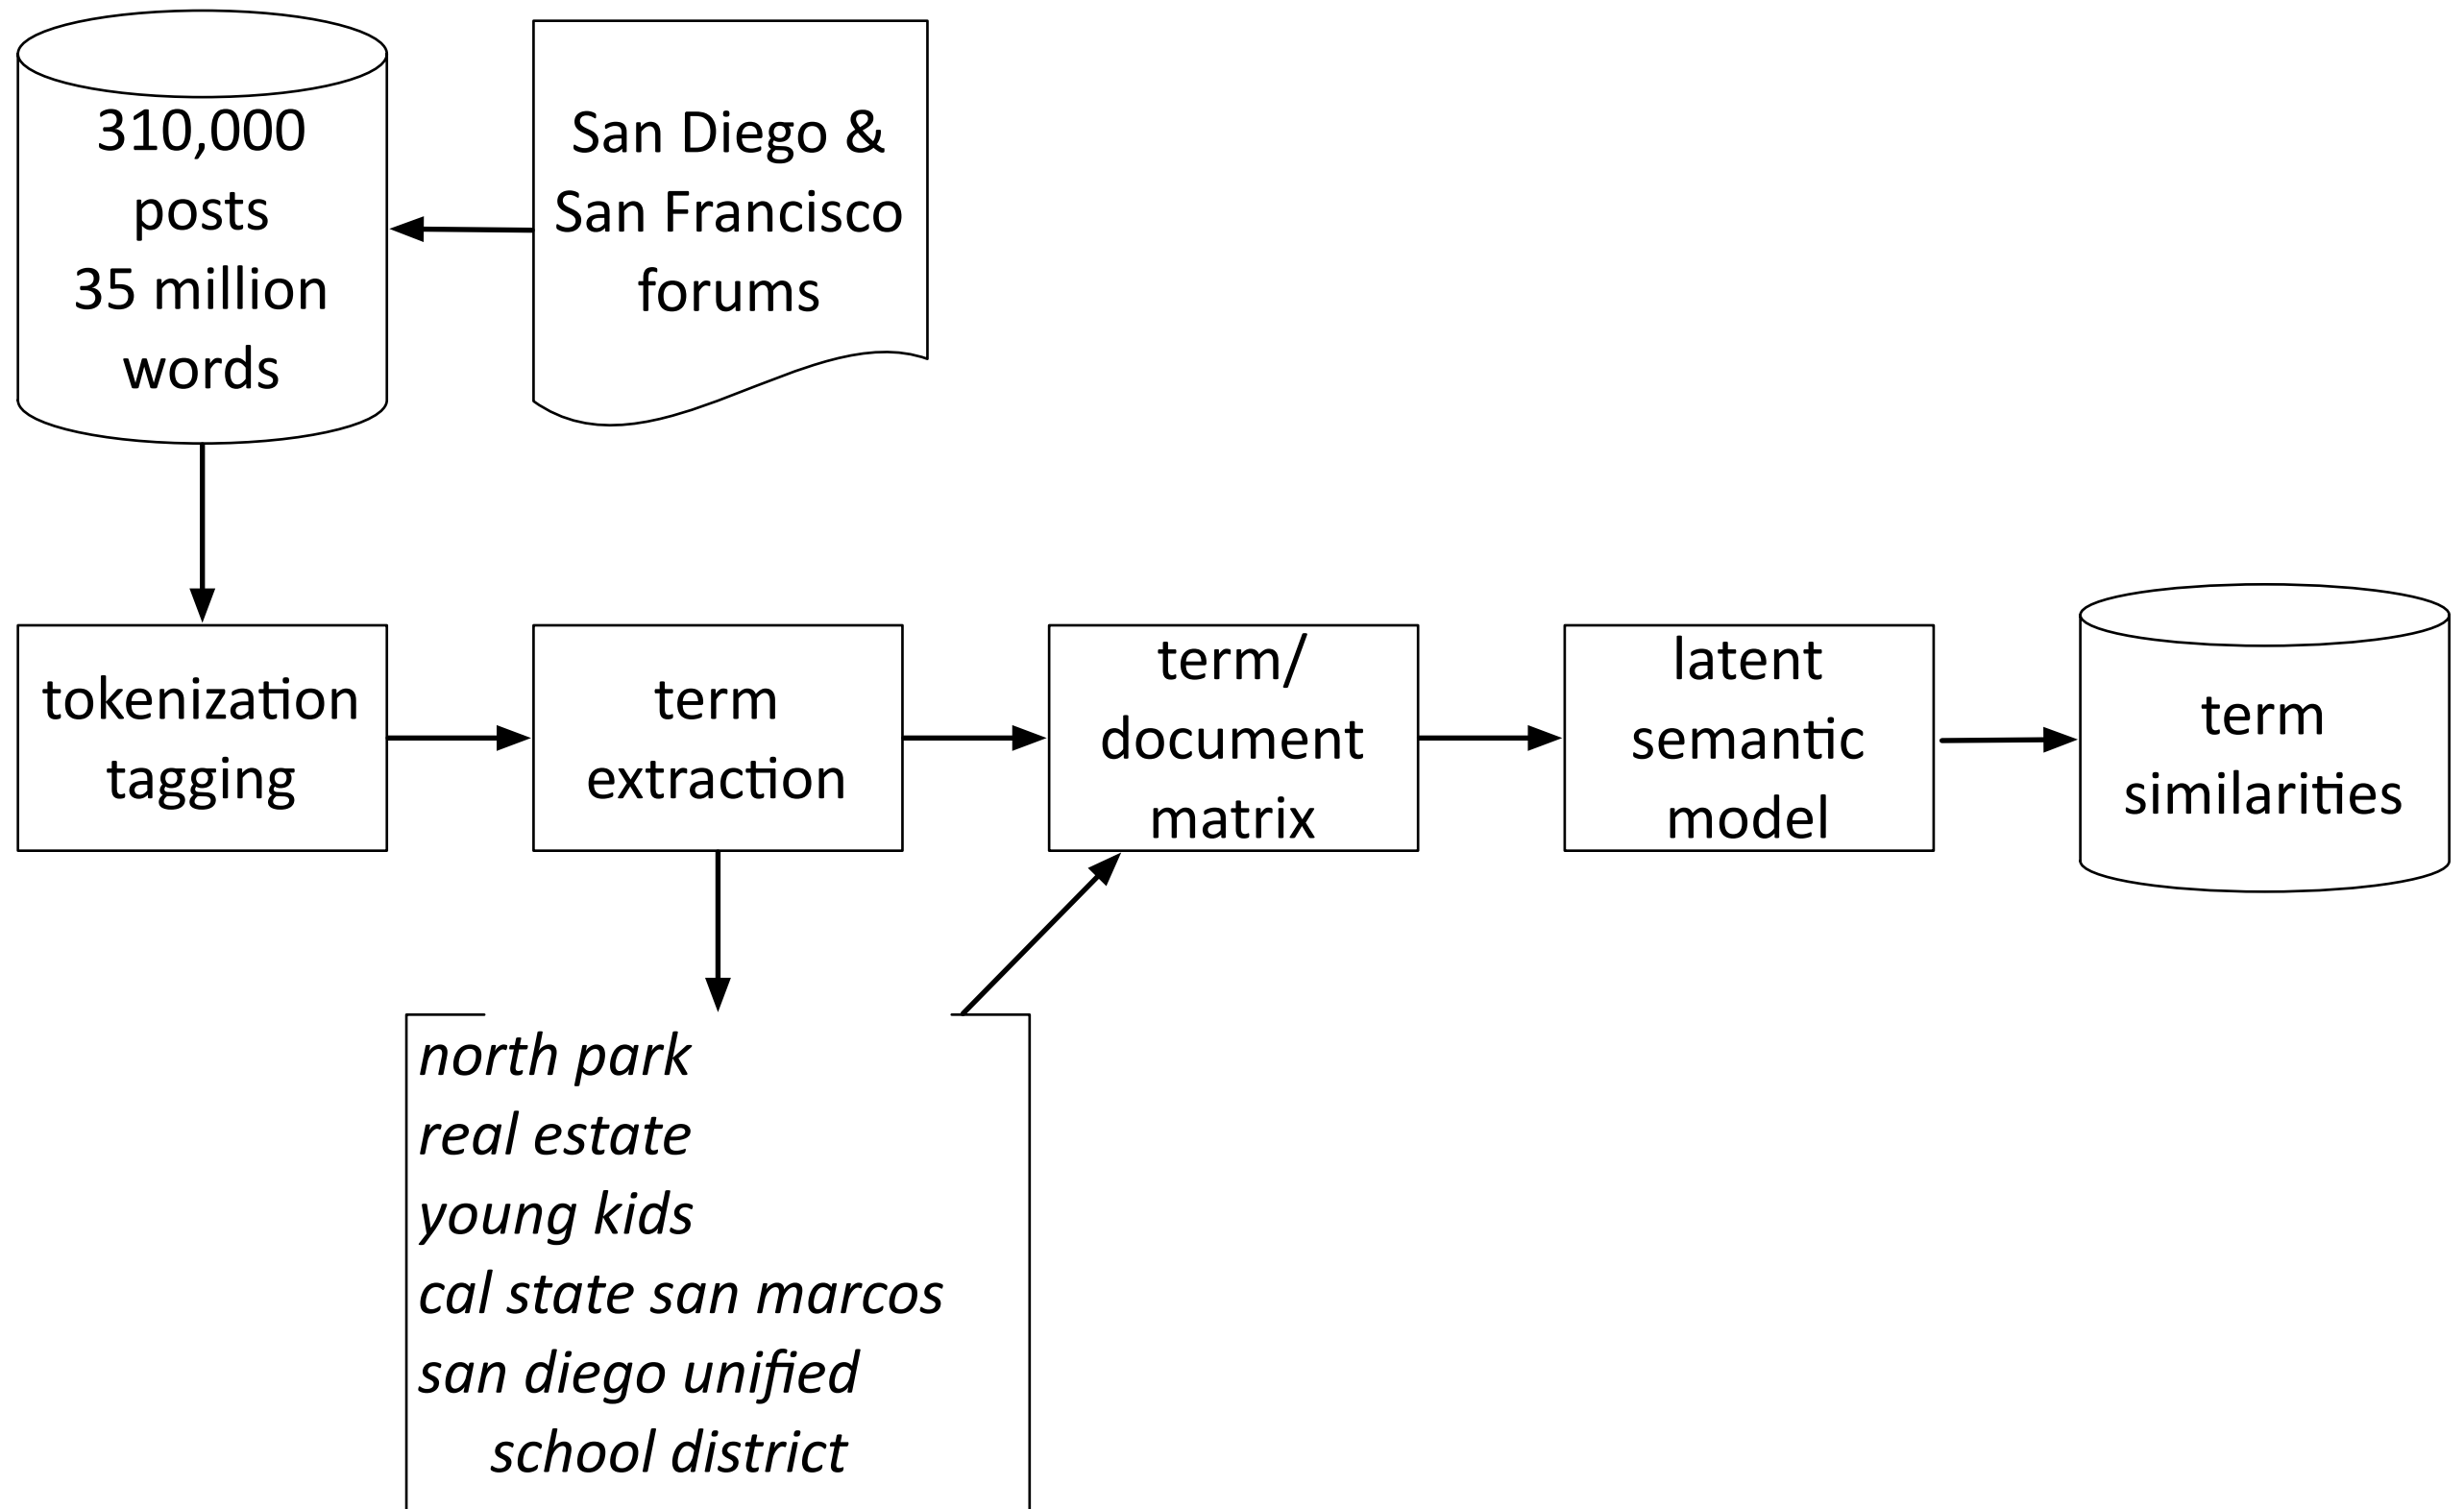 310,000
posts
35 million
words
San Diego &
San Francisco
forums
tokenization
tagging
term
extraction
term/
document
matrix
latent
semantic
model
term
similarities
north park
real estate
young kids
cal state san marcos
san diego unified
school district